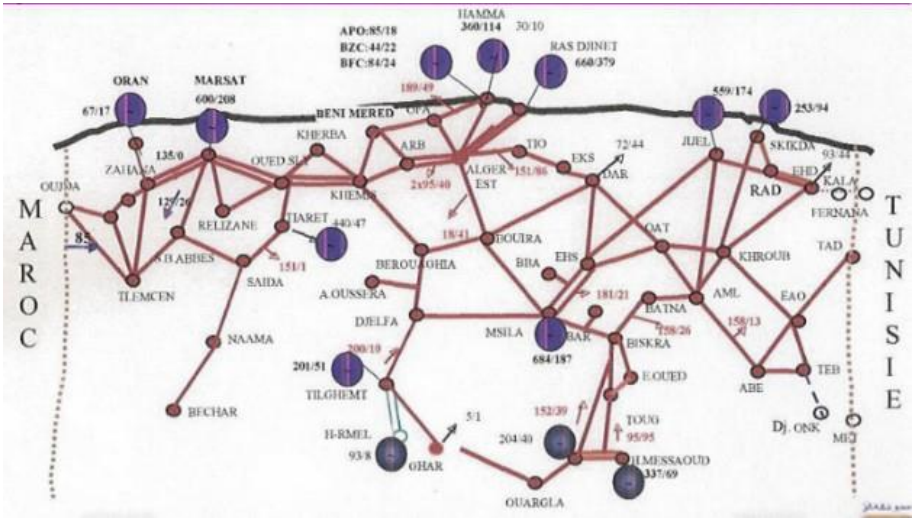 HAMMA
APO:85/18
360/114
30/10
BZC:44/22
BFC:84/24
RAS DJINET
660/379
ORAN
MARSAT
67/17
600/208
189/49
559/174
253/94
BENI MERED
OPA
KHERBA
ARB
TIO
EKS
72/44
JIJEL
SKIKDA
93/44
ZAHANA
135/0
OUED SLY
ALGER
EST
151/86
DAR
EHD
RAD
KALA
OUJDA
KHEMIS
2x95/40
FERNANA
129/26
RELIZANE
TIARET
440/47
18/41
BOUIRA
OAT
TAD
MAROC
TUNISIE
85
S.B.ABBES
151/1
BEROUAGHIA
BBA
EHS
KHROUB
TLEMCEN
SAIDA
A.OUSSERA
181/21
BATNA
AML
EAO
DJELFA
MSILA
BAR
158/26
158/13
NAAMA
200/10
684/187
BISKRA
201/51
TILGHEMT
E.OUED
ABE
TEB
BECHAR
5/1
152/39
TOUG
Dj. ONK
H-RMEL
204/40
95/95
MET
93/8
GHAR
H.MESSAOUD
337/69
OUARGLA